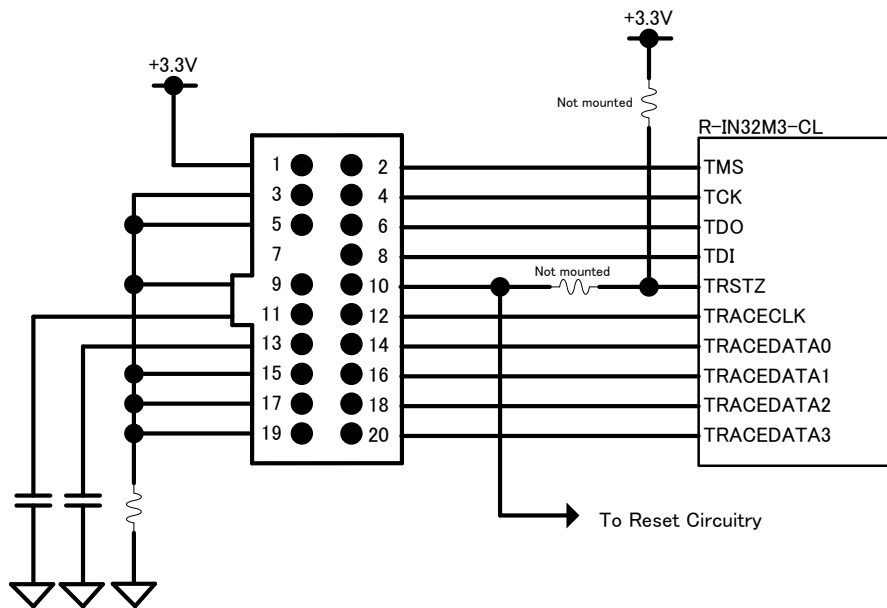 +3.3V
+3.3V
Not mounted
R-IN32M3-CL
1 2 TMS
3 4 TCK
5 6 TDO
7 8 TDI
Not mounted
9 10 TRSTZ
11 12 TRACECLK
13 14 TRACEDATA0
15 16 TRACEDATA1
17 18 TRACEDATA2
19 20 TRACEDATA3
To Reset Circuitry